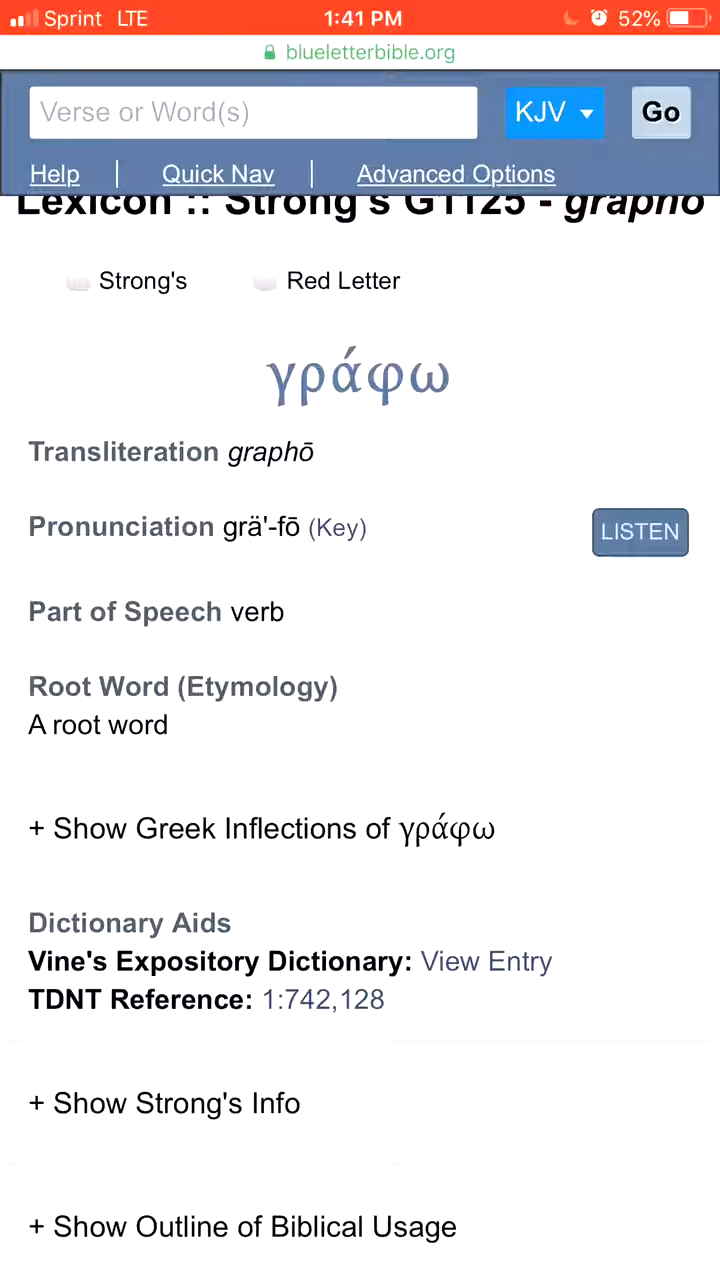 Sprint LTE 1:41 PM 52%
blueletterbible.org
Verse or Word(s) KJV Go
Help | Quick Nav | Advanced Options
Lexicon :: Strong's G1125 - graphō
Strong's Red Letter
γράφω
Transliteration graphō
Pronunciation grä'-fō (Key) LISTEN
Part of Speech verb
Root Word (Etymology)
A root word
+ Show Greek Inflections of γράφω
Dictionary Aids
Vine's Expository Dictionary: View Entry
TDNT Reference: 1:742,128
+ Show Strong's Info
+ Show Outline of Biblical Usage